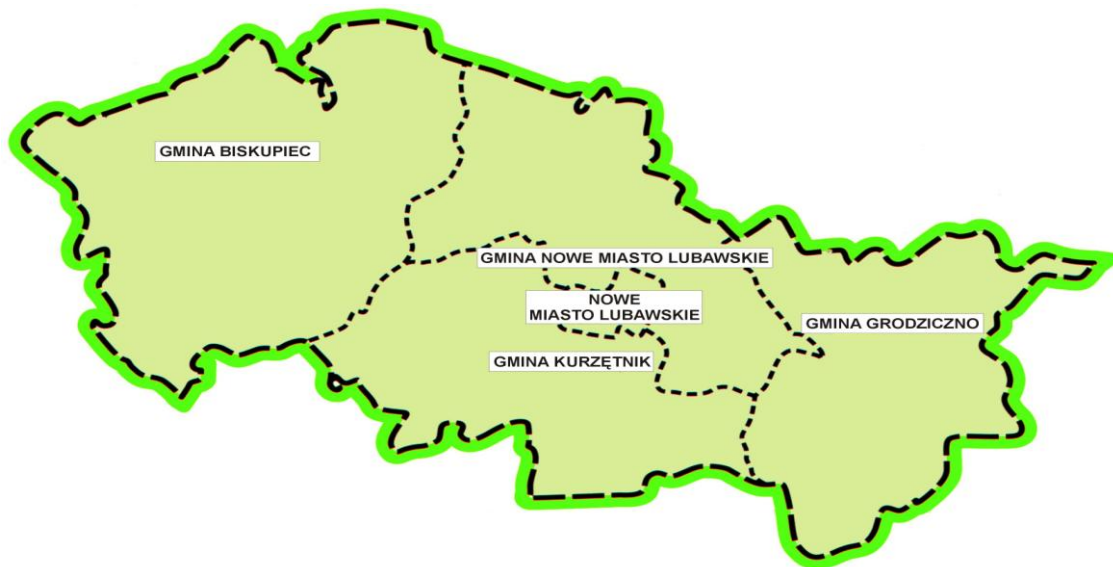 GMINA BISKUPIEC
GMINA NOWE MIASTO LUBAWSKIE
NOWE
MIASTO LUBAWSKIE
GMINA GRODZICZNO
GMINA KURZĘTNIK